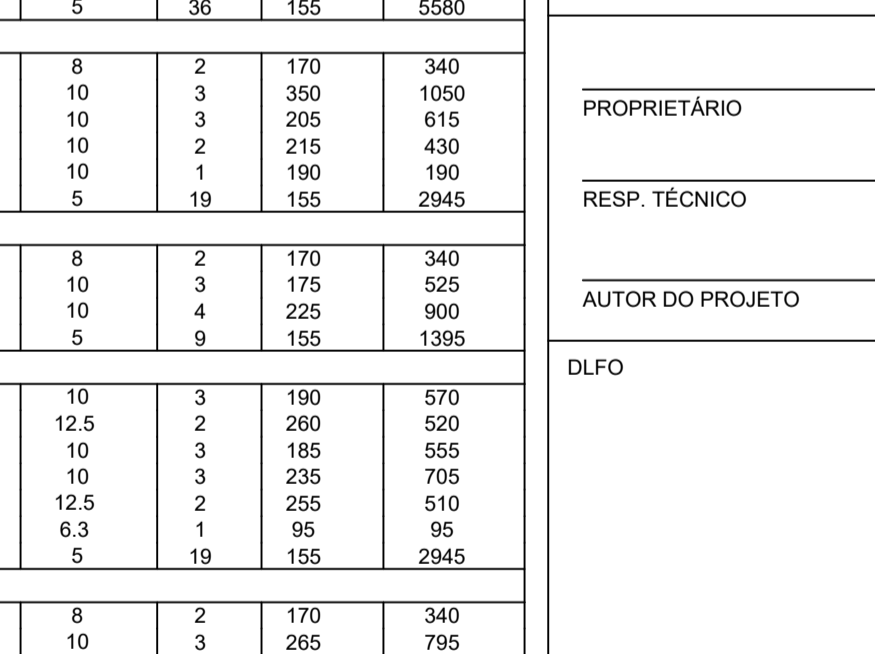 5 36 155 5580
8 2 170 340
10 3 350 1050
10 3 205 615
10 2 215 430
10 1 190 190
5 19 155 2945
8 2 170 340
10 3 175 525
10 4 225 900
5 9 155 1395
10 3 190 570
12.5 2 260 520
10 3 185 555
10 3 235 705
12.5 2 255 510
6.3 1 95 95
5 19 155 2945
8 2 170 340
10 3 265 795
PROPRIETÁRIO
RESP. TÉCNICO
AUTOR DO PROJETO
DLFO